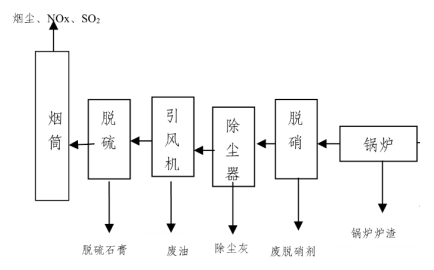 烟尘、NOx、SO₂
烟筒
脱硫
引风机
除尘器
脱硝
锅炉
脱硫石膏
废油
除尘灰
废脱硝剂
锅炉炉渣